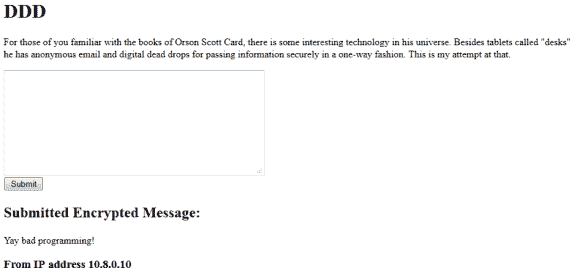 DDD
For those of you familiar with the books of Orson Scott Card, there is some interesting technology in his universe. Besides tablets called "desks"
he has anonymous email and digital dead drops for passing information securely in a one-way fashion. This is my attempt at that.
Submit
Submitted Encrypted Message:
Yay bad programming!
From IP address 10.8.0.10